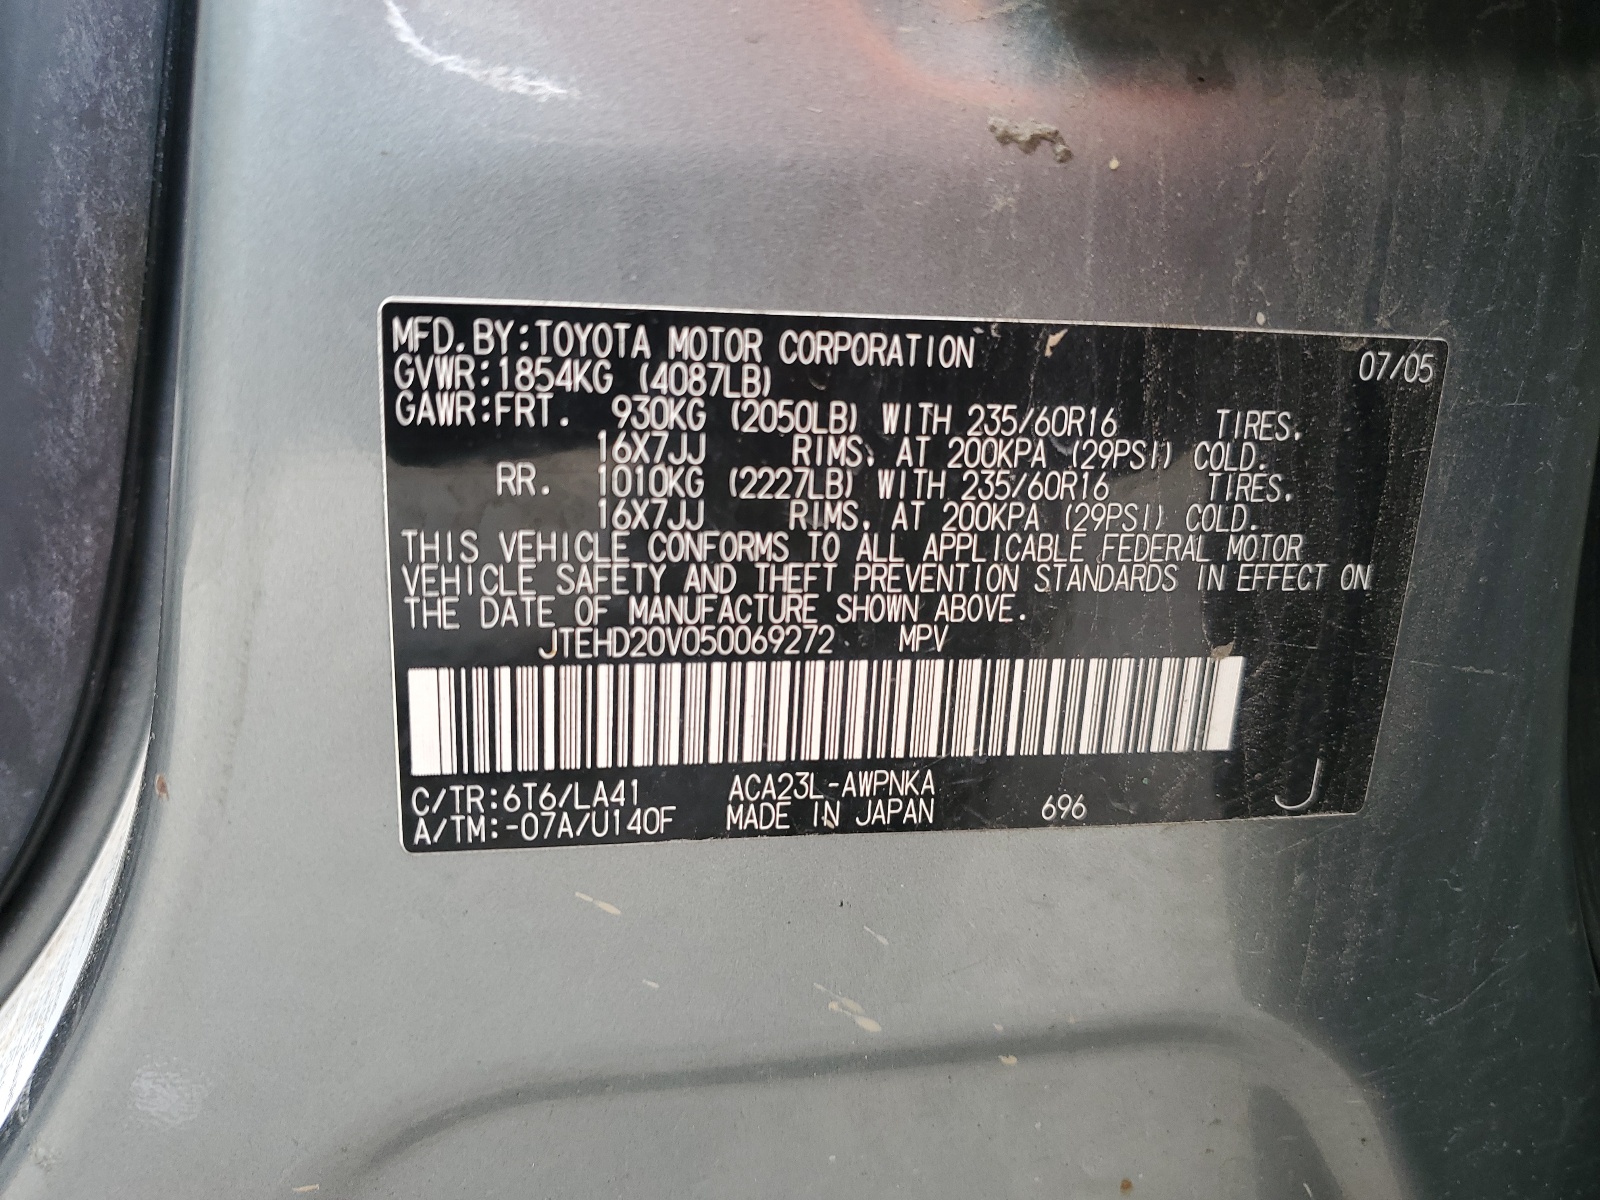 MFD. BY: TOYOTA MOTOR CORPORATION 07/05
GVWR: 1854KG (4087LB)
GAWR: FRT. 930KG (2050LB) WITH 235/60R16 TIRES.
16X7JJ RIMS. AT 200KPA (29PSI) COLD.
RR. 1010KG (2227LB) WITH 235/60R16 TIRES.
16X7JJ RIMS. AT 200KPA (29PSI) COLD.
THIS VEHICLE CONFORMS TO ALL APPLICABLE FEDERAL MOTOR
VEHICLE SAFETY AND THEFT PREVENTION STANDARDS IN EFFECT ON
THE DATE OF MANUFACTURE SHOWN ABOVE.
JTEHD20V050069272 MPV
C/TR: 6T6/LA41 ACA23L-AWPNKA
A/TM: -07A/U140F MADE IN JAPAN 696 J